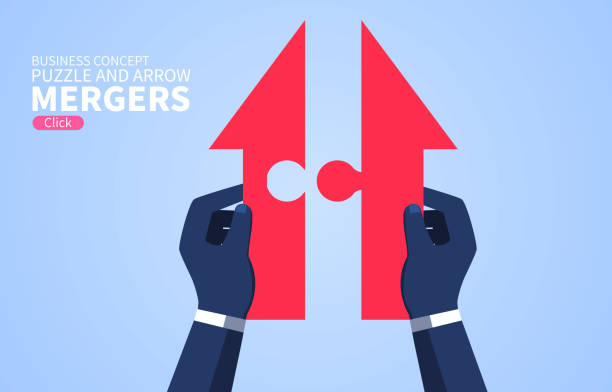 BUSINESS CONCEPT
PUZZLE AND ARROW
MERGERS
Click